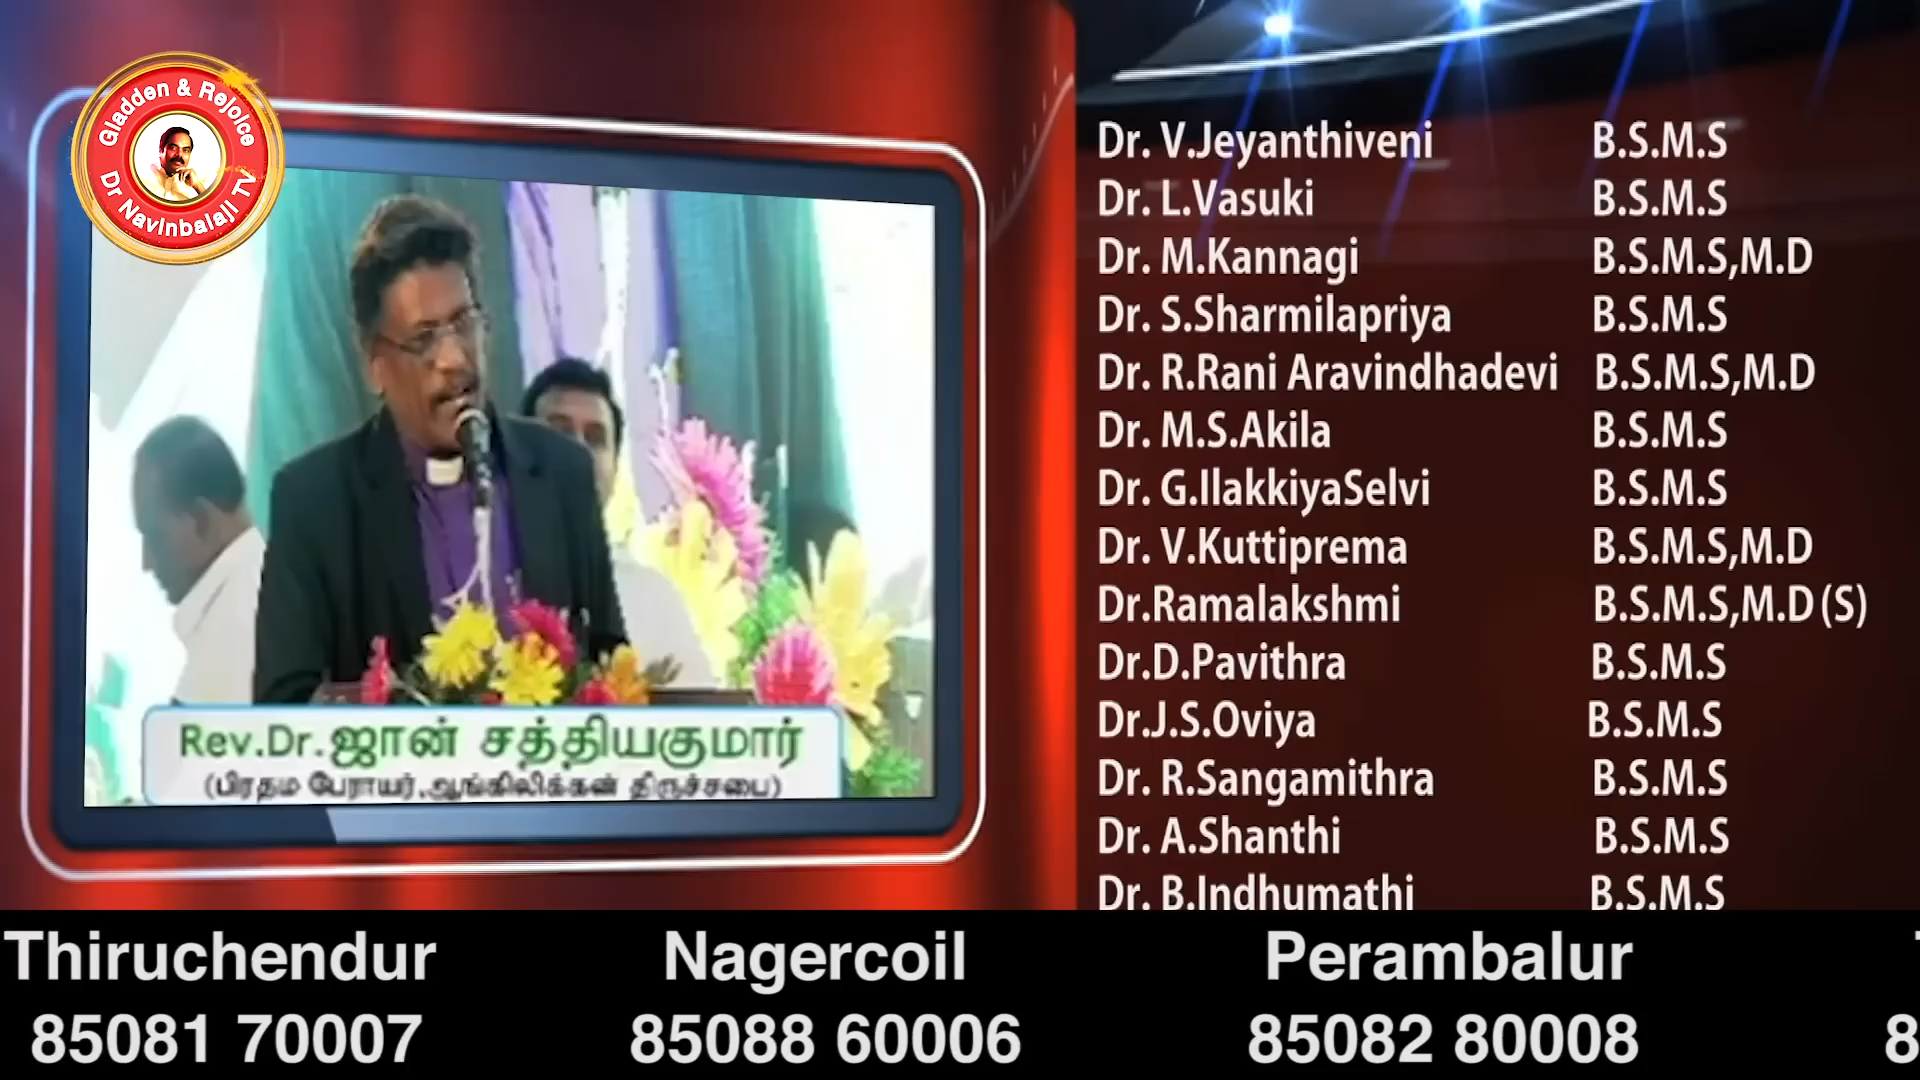 Gladden & Rejoice
Dr Navinbalaji TV
Rev.Dr.ஜான் சத்தியகுமார்
(பிரதம பேராயர்,ஆங்கிலிக்கன் திருச்சபை)
Dr. V.Jeyanthiveni B.S.M.S
Dr. L.Vasuki B.S.M.S
Dr. M.Kannagi B.S.M.S,M.D
Dr. S.Sharmilapriya B.S.M.S
Dr. R.Rani Aravindhadevi B.S.M.S,M.D
Dr. M.S.Akila B.S.M.S
Dr. G.IlakkiyaSelvi B.S.M.S
Dr. V.Kuttiprema B.S.M.S,M.D
Dr.Ramalakshmi B.S.M.S,M.D (S)
Dr.D.Pavithra B.S.M.S
Dr.J.S.Oviya B.S.M.S
Dr. R.Sangamithra B.S.M.S
Dr. A.Shanthi B.S.M.S
Dr. B.Indhumathi B.S.M.S
Thiruchendur Nagercoil Perambalur
85081 70007 85088 60006 85082 80008